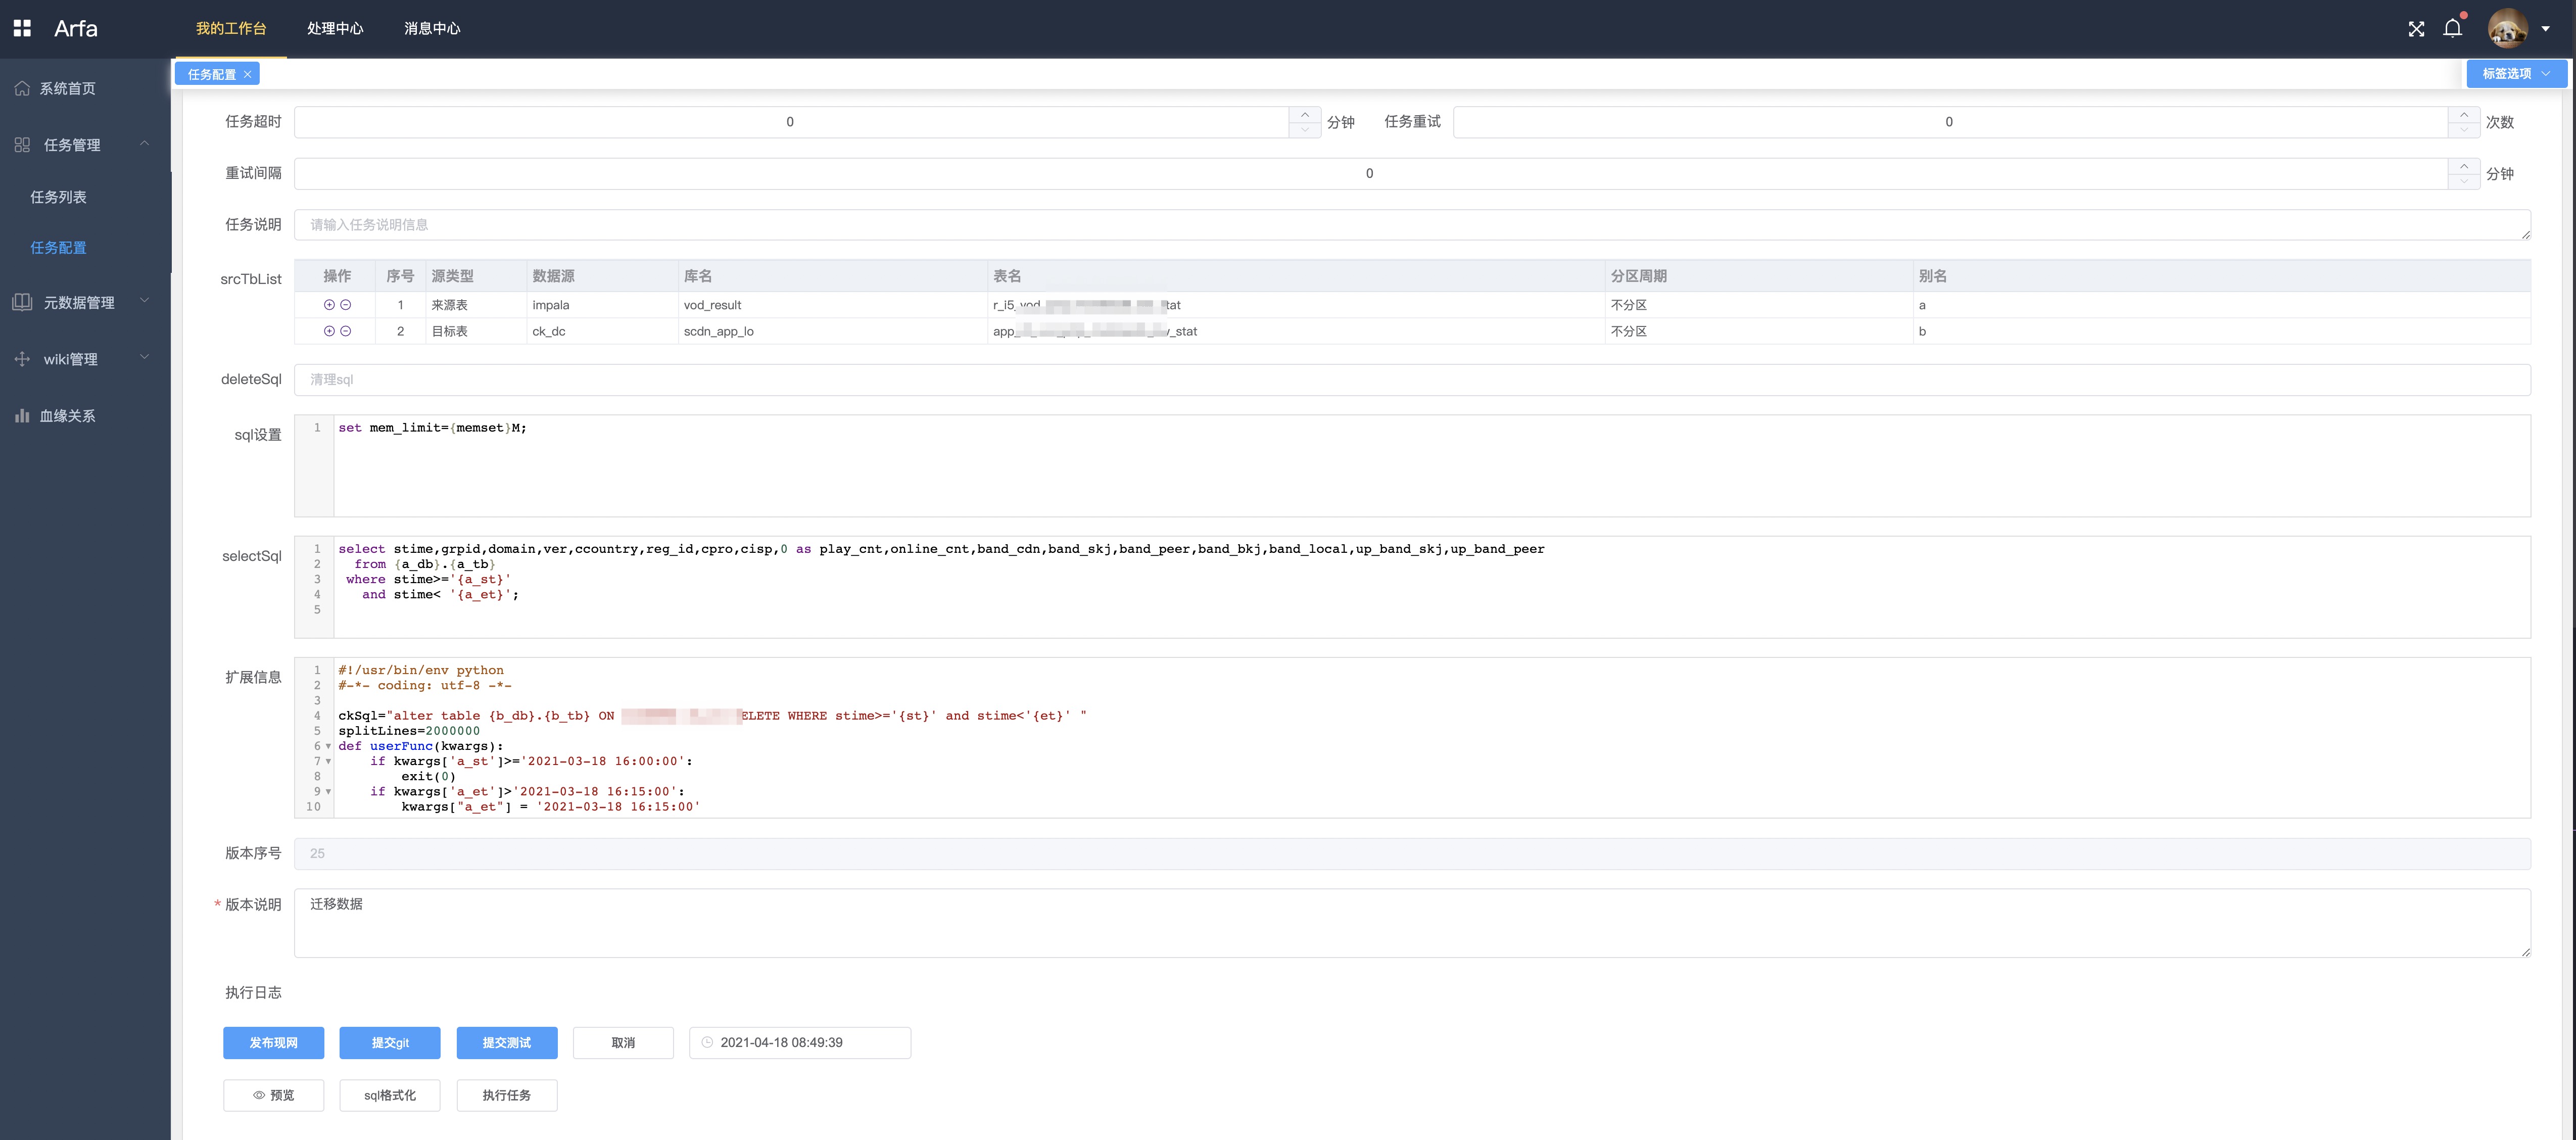 Arfa
我的工作台
处理中心
消息中心
系统首页
任务管理
任务列表
任务配置
元数据管理
wiki管理
血缘关系
任务配置
标签选项
任务超时 0 分钟 任务重试 0 次数
重试间隔 0 分钟
任务说明 请输入任务说明信息
srcTbList 操作 序号 源类型 数据源 库名 表名 分区周期 别名
1 来源表 impala vod_result r_i5_vod tat 不分区 a
2 目标表 ck_dc scdn_app_lo app_ _stat 不分区 b
deleteSql 清理sql
sql设置
1 set mem_limit={memset}M;
selectSql
1 select stime,grpid,domain,ver,ccountry,reg_id,cpro,cisp,0 as play_cnt,online_cnt,band_cdn,band_skj,band_peer,band_bkj,band_local,up_band_skj,up_band_peer
2 from {a_db}.{a_tb}
3 where stime>='{a_st}'
4 and stime< '{a_et}';
5
扩展信息
1 #!/usr/bin/env python
2 #-*- coding: utf-8 -*-
3
4 ckSql="alter table {b_db}.{b_tb} ON ELETE WHERE stime>='{st}' and stime<'{et}' "
5 splitLines=2000000
6 def userFunc(kwargs):
7 if kwargs['a_st']>='2021-03-18 16:00:00':
8 exit(0)
9 if kwargs['a_et']>'2021-03-18 16:15:00':
10 kwargs["a_et"] = '2021-03-18 16:15:00'
版本序号 25
* 版本说明 迁移数据
执行日志
发布现网 提交git 提交测试 取消 2021-04-18 08:49:39
预览 sql格式化 执行任务